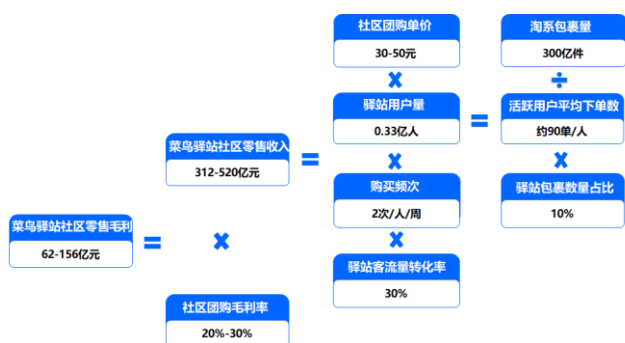 社区团购单价
30-50元
淘系包裹量
300亿件
×
÷
驿站用户量
0.33亿人
=
活跃用户平均下单数
约90单/人
菜鸟驿站社区零售收入
312-520亿元
=
×
×
购买频次
2次/人/周
驿站包裹数量占比
10%
菜鸟驿站社区零售毛利
62-156亿元
=
×
×
驿站客流量转化率
30%
社区团购毛利率
20%-30%